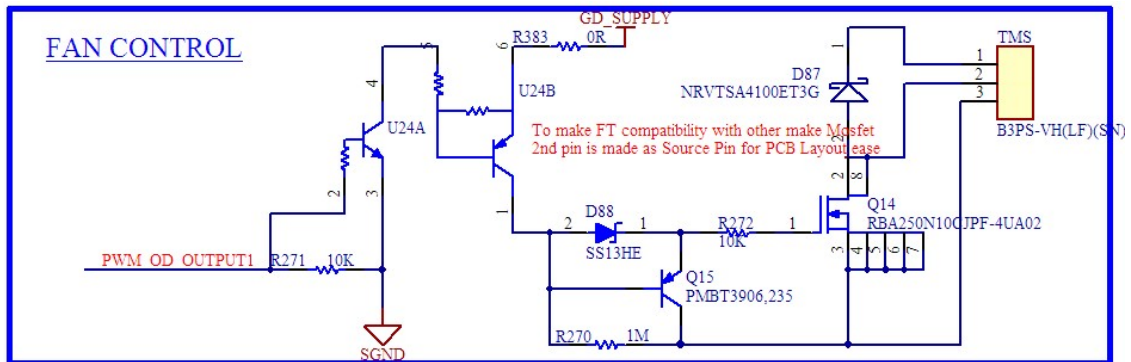 FAN CONTROL
GD_SUPPLY
R383 0R
5
6
4
U24B
U24A
1
TMS
1
2
3
D87
NRVTSA4100ET3G
B3PS-VH(LF)(SN)
To make FT compatibility with other make Mosfet
2nd pin is made as Source Pin for PCB Layout ease
2
2
3
2
8
1
D88
2 1
SS13HE
R272
10K
1
Q14
RBA250N10CJPF-4UA02
3
4
5
6
7
PWM_OD_OUTPUT1
R271 10K
Q15
PMBT3906,235
R270 1M
SGND